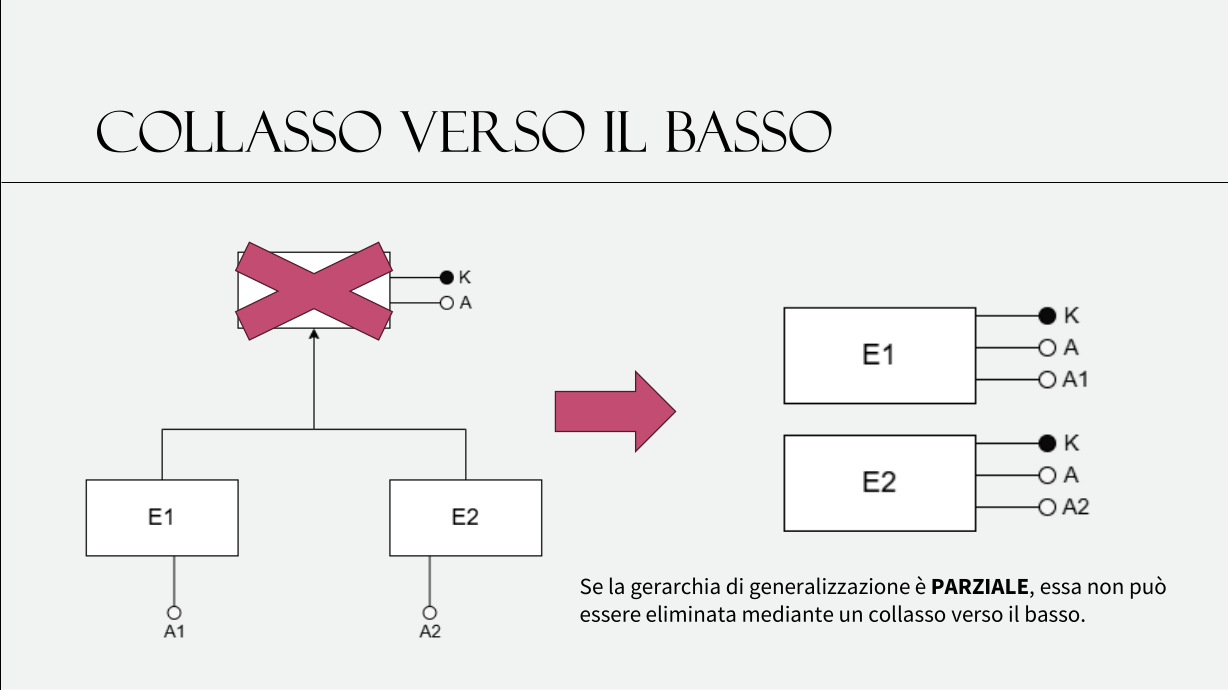 COLLASSO VERSO IL BASSO
K
A
E1
E2
A1
A2
E1
K
A
A1
E2
K
A
A2
Se la gerarchia di generalizzazione è PARZIALE, essa non può
essere eliminata mediante un collasso verso il basso.